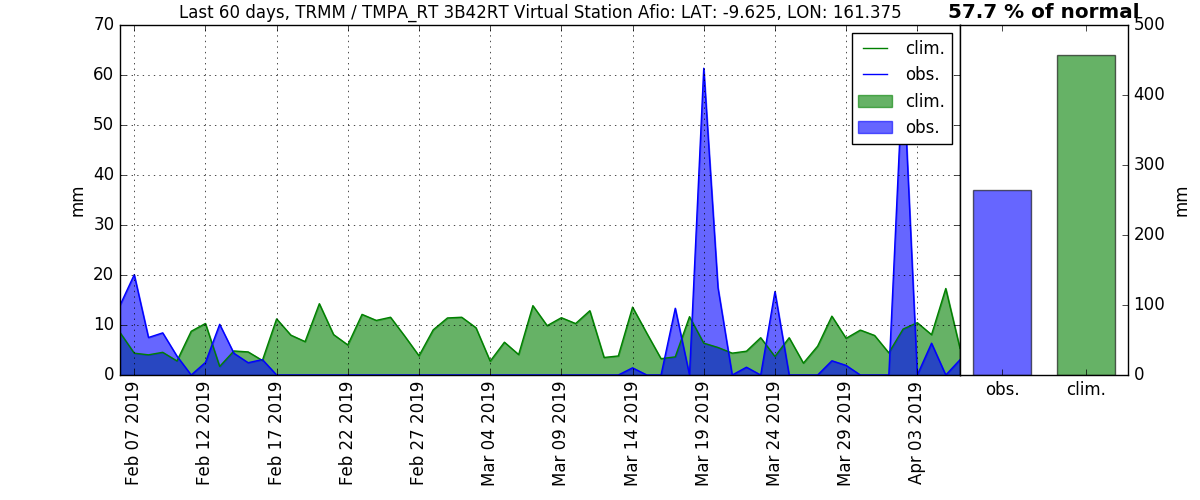 Last 60 days, TRMM / TMPA_RT 3B42RT Virtual Station Afio: LAT: -9.625, LON: 161.375
57.7 % of normal
70
60
50
40
30
20
10
0
mm
clim.
obs.
clim.
obs.
Feb 07 2019
Feb 12 2019
Feb 17 2019
Feb 22 2019
Feb 27 2019
Mar 04 2019
Mar 09 2019
Mar 14 2019
Mar 19 2019
Mar 24 2019
Mar 29 2019
Apr 03 2019
500
400
300
200
100
0
mm
obs.
clim.